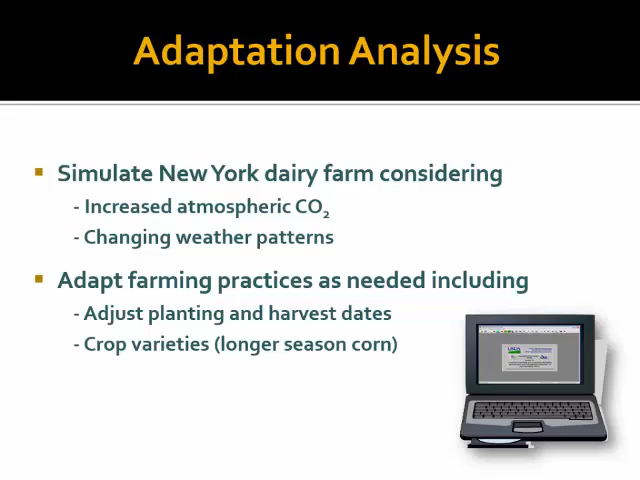 Adaptation Analysis
Simulate New York dairy farm considering
- Increased atmospheric CO₂
- Changing weather patterns
Adapt farming practices as needed including
- Adjust planting and harvest dates
- Crop varieties (longer season corn)
USDA